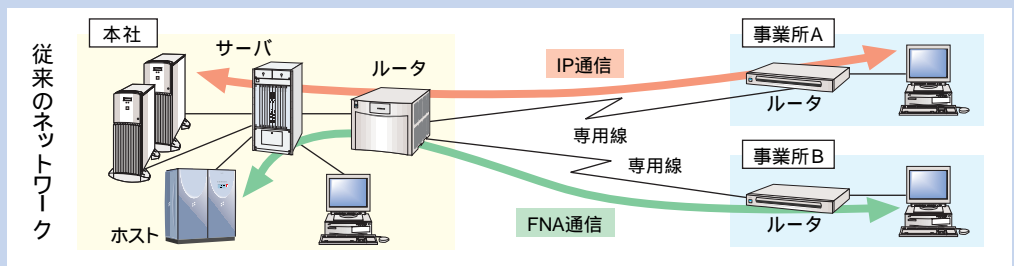 従来のネットワーク
本社
サーバ
ルータ
ホスト
IP通信
専用線
専用線
FNA通信
事業所A
ルータ
事業所B
ルータ